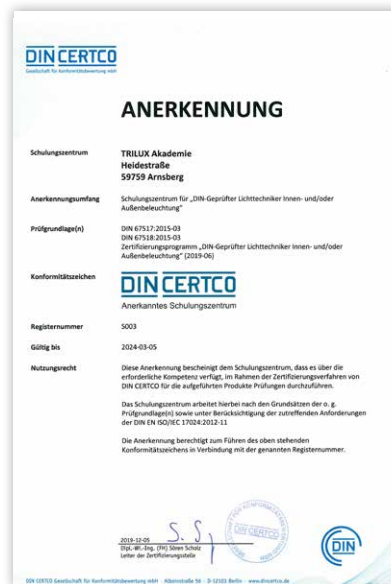 DIN CERTCO
Gesellschaft für Konformitätsbewertung mbH
ANERKENNUNG
Schulungszentrum
TRILUX Akademie
Heidestraße
59759 Arnsberg
Anerkennungsumfang
Schulungszentrum für „DIN-Geprüfter Lichttechniker Innen- und/oder
Außenbeleuchtung“
Prüfgrundlage(n)
DIN 67517:2015-03
DIN 67518:2015-03
Zertifizierungsprogramm „DIN-Geprüfter Lichttechniker Innen- und/oder
Außenbeleuchtung“ (2019-06)
Konformitätszeichen
DIN CERTCO
Anerkanntes Schulungszentrum
Registernummer
5003
Gültig bis
2024-03-05
Nutzungsrecht
Diese Anerkennung bescheinigt dem Schulungszentrum, dass es über die
erforderliche Kompetenz verfügt, im Rahmen der Zertifizierungsverfahren von
DIN CERTCO für die aufgeführten Produkte Prüfungen durchzuführen.
Das Schulungszentrum arbeitet hierbei nach den Grundsätzen der o. g.
Prüfgrundlage(n) sowie unter Berücksichtigung der zutreffenden Anforderungen
der DIN EN ISO/IEC 17024:2012-11
Die Anerkennung berechtigt zum Führen des oben stehenden
Konformitätszeichens in Verbindung mit der genannten Registernummer.
2019-12-05
Dipl.-Wi.-Ing. (FH) Sören Scholz
Leiter der Zertifizierungsstelle
DIN CERTCO
DIN
DIN CERTCO Gesellschaft für Konformitätsbewertung mbH · Alboinstraße 56 · D-12103 Berlin · www.dincertco.de